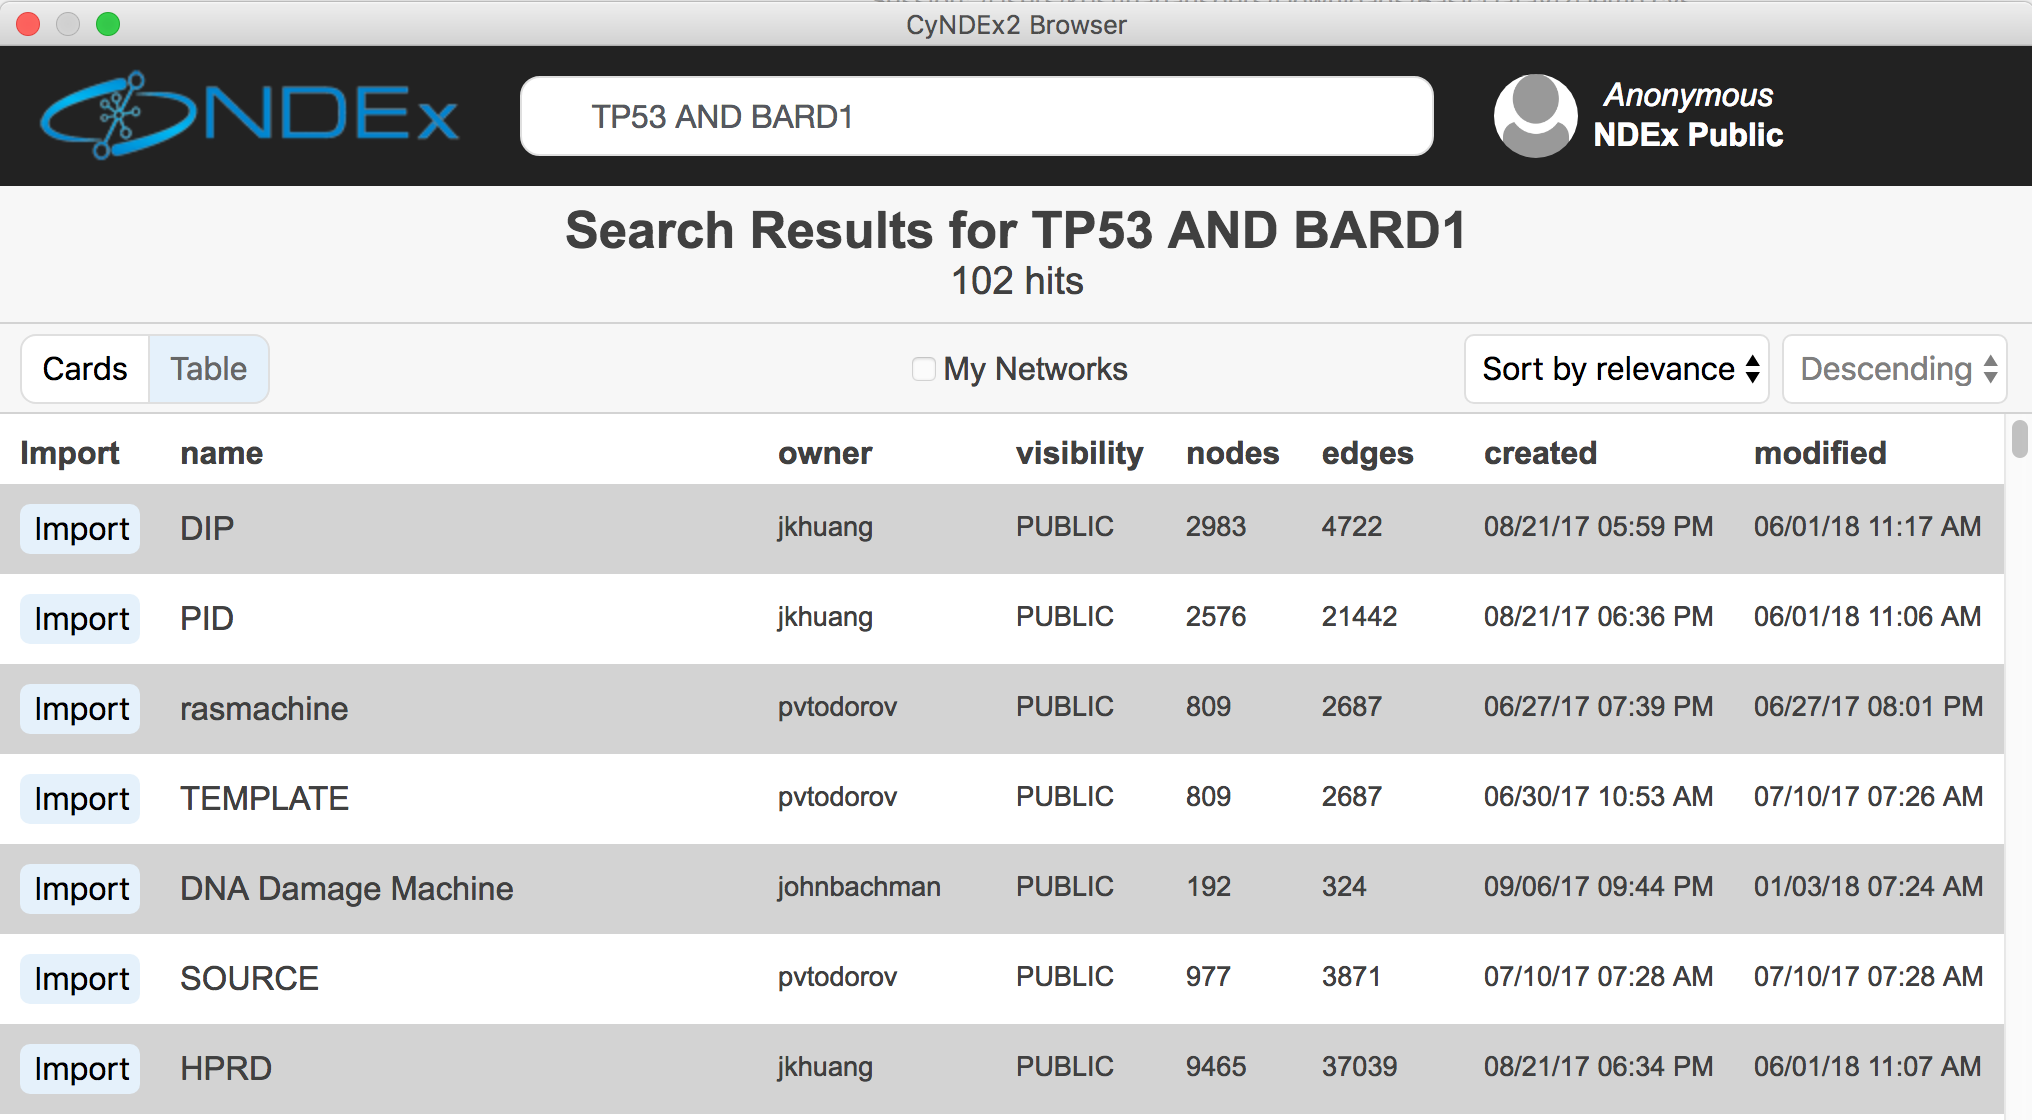 CyNDEx2 Browser
NDEx
TP53 AND BARD1
Anonymous
NDEx Public
Search Results for TP53 AND BARD1
102 hits
Cards Table My Networks Sort by relevance Descending
Import name owner visibility nodes edges created modified
Import DIP jkhuang PUBLIC 2983 4722 08/21/17 05:59 PM 06/01/18 11:17 AM
Import PID jkhuang PUBLIC 2576 21442 08/21/17 06:36 PM 06/01/18 11:06 AM
Import rasmachine pvtodorov PUBLIC 809 2687 06/27/17 07:39 PM 06/27/17 08:01 PM
Import TEMPLATE pvtodorov PUBLIC 809 2687 06/30/17 10:53 AM 07/10/17 07:26 AM
Import DNA Damage Machine johnbachman PUBLIC 192 324 09/06/17 09:44 PM 01/03/18 07:24 AM
Import SOURCE pvtodorov PUBLIC 977 3871 07/10/17 07:28 AM 07/10/17 07:28 AM
Import HPRD jkhuang PUBLIC 9465 37039 08/21/17 06:34 PM 06/01/18 11:07 AM